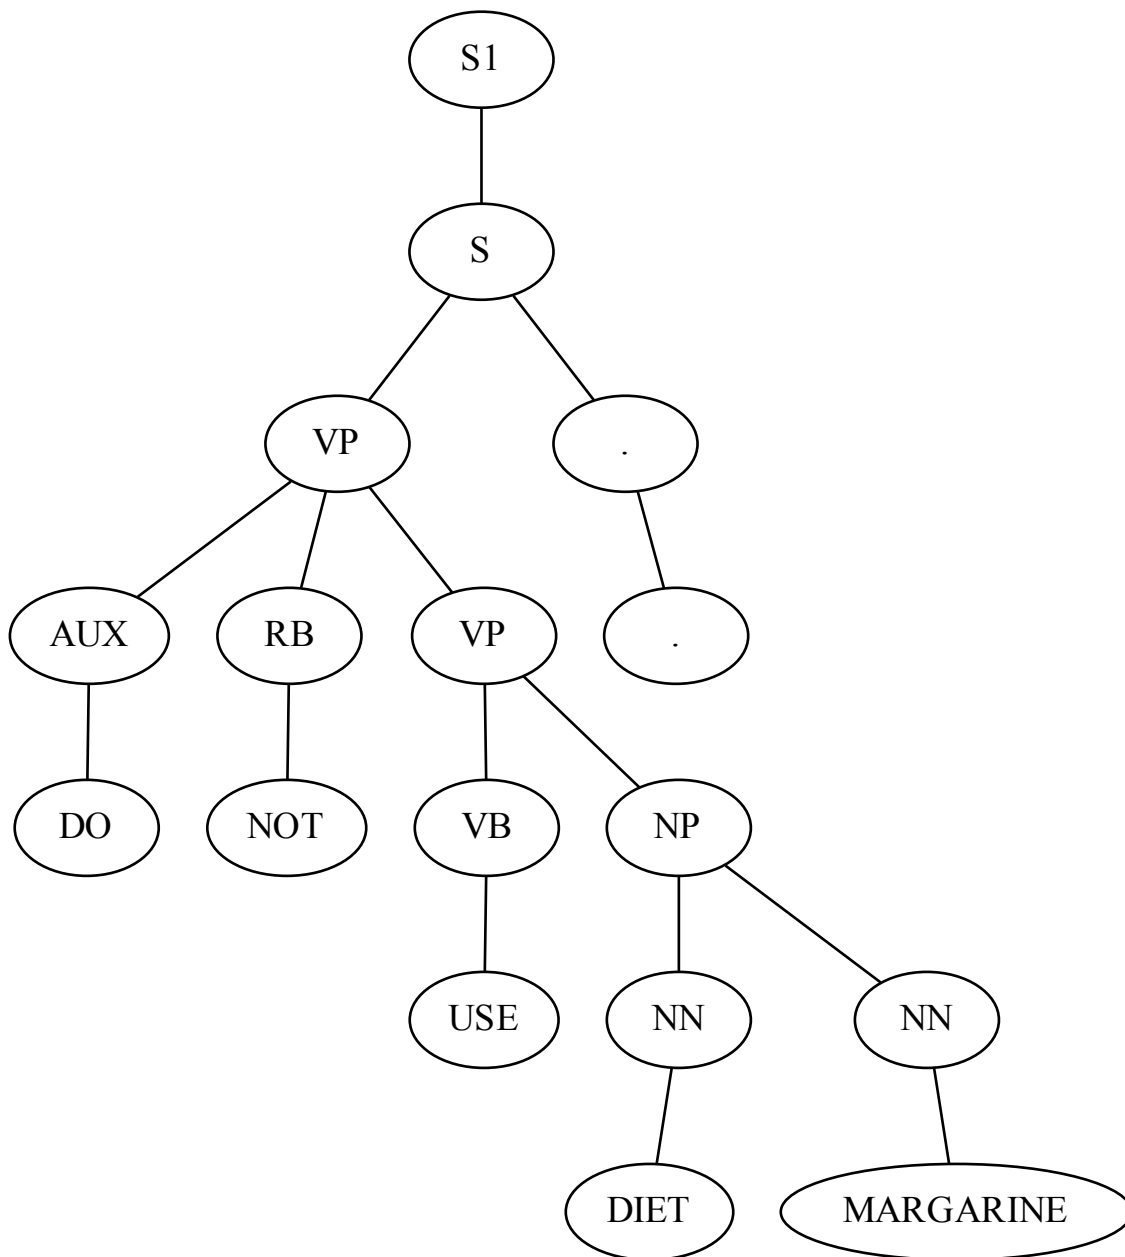 S1
S
VP .
AUX RB VP .
DO NOT VB NP
USE NN NN
DIET MARGARINE